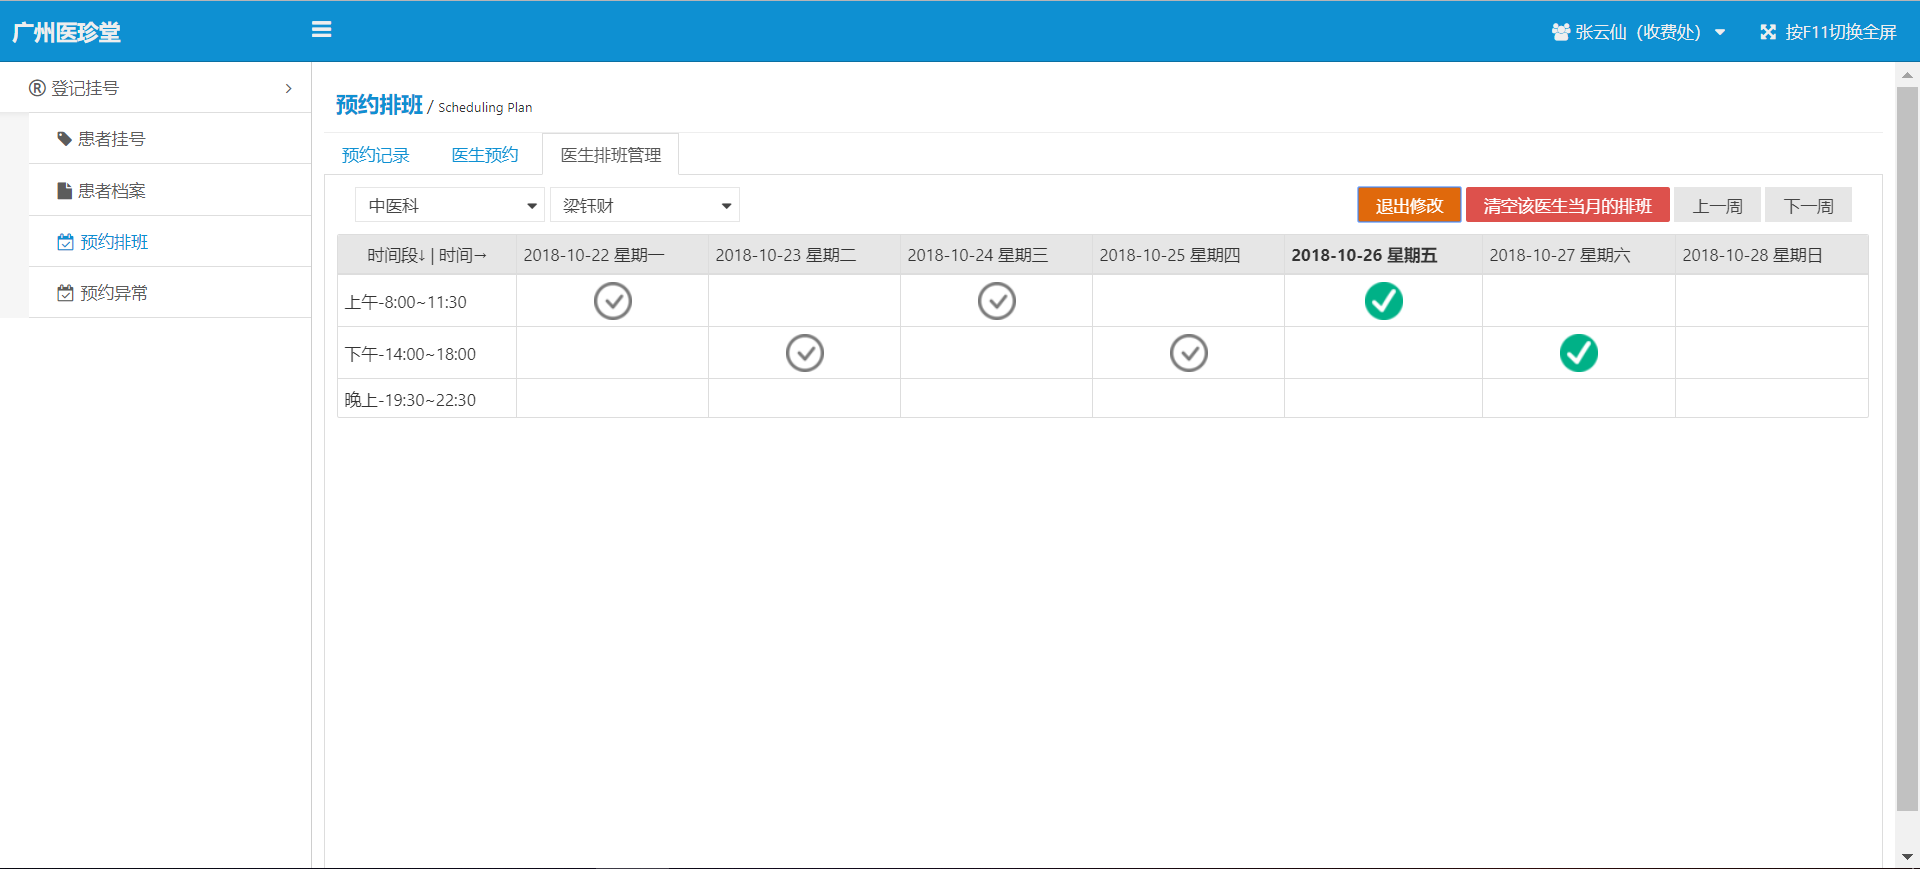 广州医珍堂
张云仙（收费处）
按F11切换全屏
登记挂号
患者挂号
患者档案
预约排班
预约异常
预约排班 / Scheduling Plan
预约记录 医生预约 医生排班管理
中医科 梁钰财 退出修改 清空该医生当月的排班 上一周 下一周
时间段↓ | 时间→ 2018-10-22 星期一 2018-10-23 星期二 2018-10-24 星期三 2018-10-25 星期四 2018-10-26 星期五 2018-10-27 星期六 2018-10-28 星期日
上午-8:00~11:30
下午-14:00~18:00
晚上-19:30~22:30